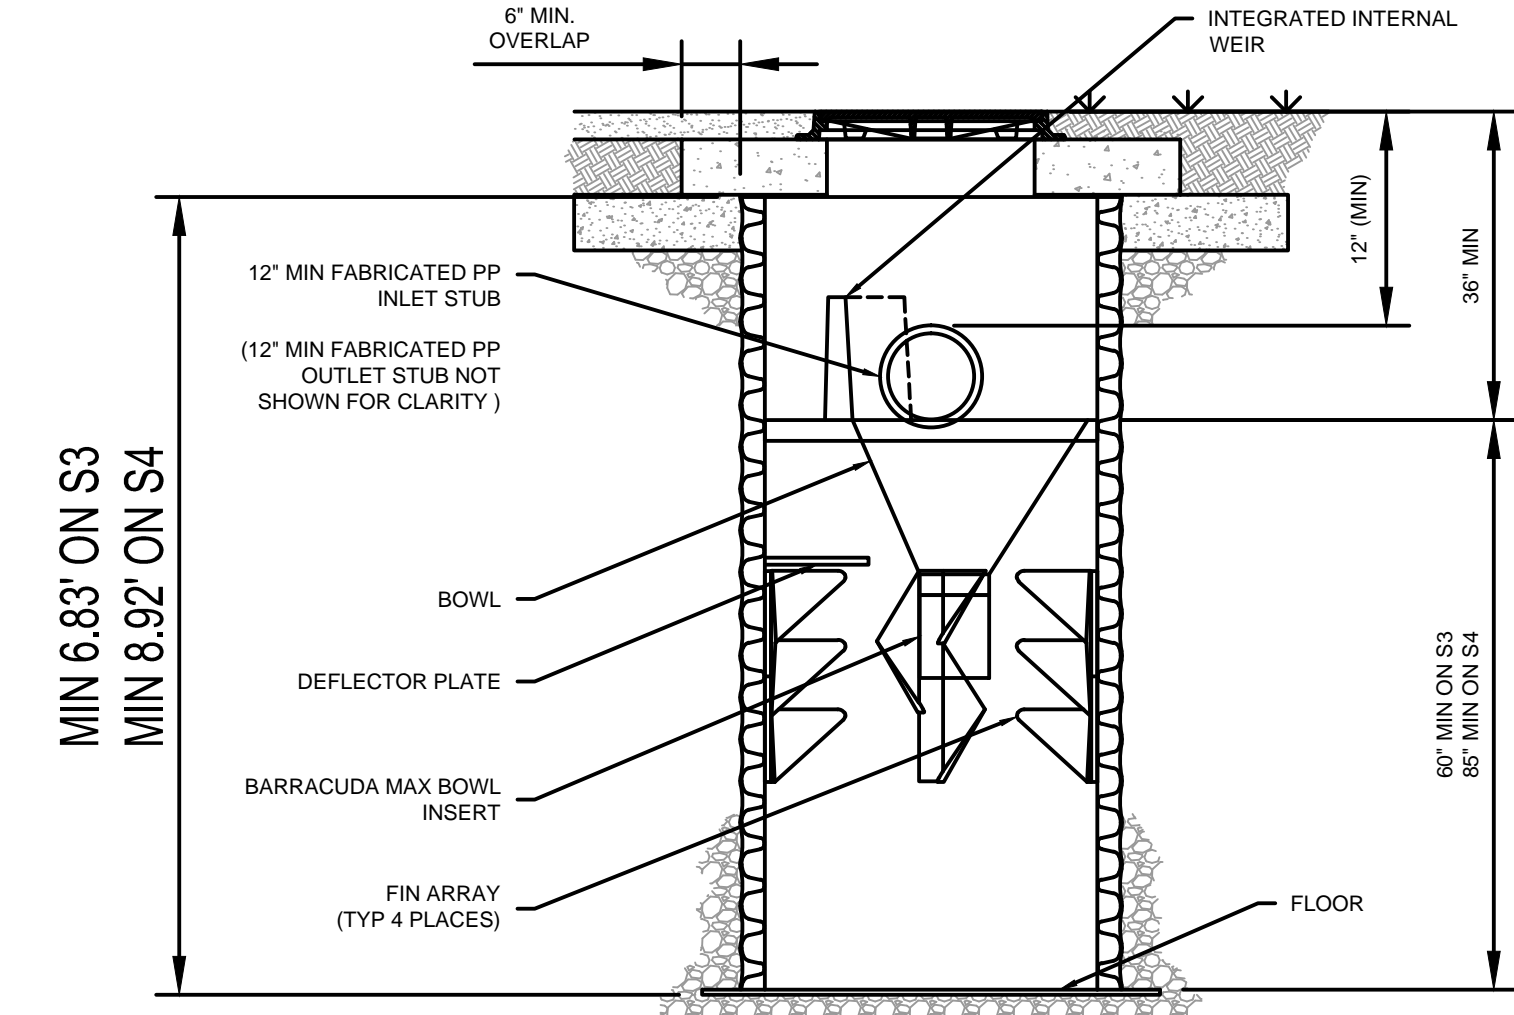 6" MIN.
OVERLAP
INTEGRATED INTERNAL
WEIR
12" (MIN)
36" MIN
12" MIN FABRICATED PP
INLET STUB
(12" MIN FABRICATED PP
OUTLET STUB NOT
SHOWN FOR CLARITY )
MIN 6.83' ON S3
MIN 8.92' ON S4
BOWL
DEFLECTOR PLATE
BARRACUDA MAX BOWL
INSERT
FIN ARRAY
(TYP 4 PLACES)
60" MIN ON S3
85" MIN ON S4
FLOOR